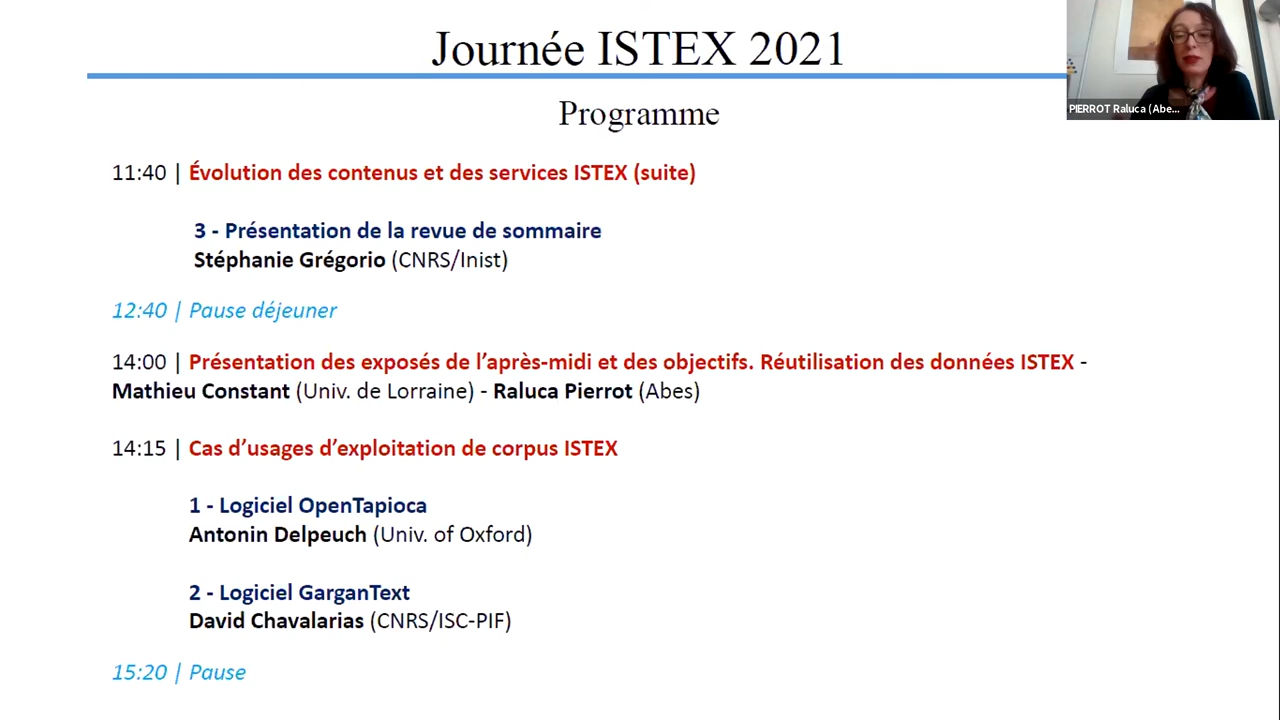 Journée ISTEX 2021
PIERROT Raluca (Abe...
Programme
11:40 | Évolution des contenus et des services ISTEX (suite)
3 - Présentation de la revue de sommaire
Stéphanie Grégorio (CNRS/Inist)
12:40 | Pause déjeuner
14:00 | Présentation des exposés de l’après-midi et des objectifs. Réutilisation des données ISTEX -
Mathieu Constant (Univ. de Lorraine) - Raluca Pierrot (Abes)
14:15 | Cas d’usages d’exploitation de corpus ISTEX
1 - Logiciel OpenTapioca
Antonin Delpeuch (Univ. of Oxford)
2 - Logiciel GarganText
David Chavalarias (CNRS/ISC-PIF)
15:20 | Pause